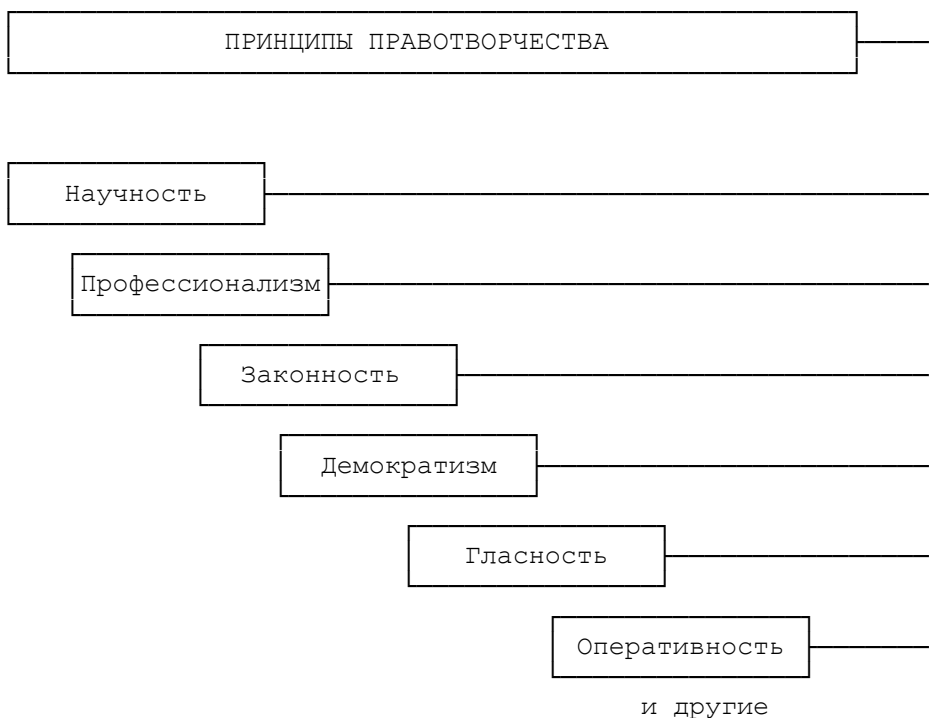 ПРИНЦИПЫ ПРАВОТВОРЧЕСТВА
Научность
Профессионализм
Законность
Демократизм
Гласность
Оперативность
и другие